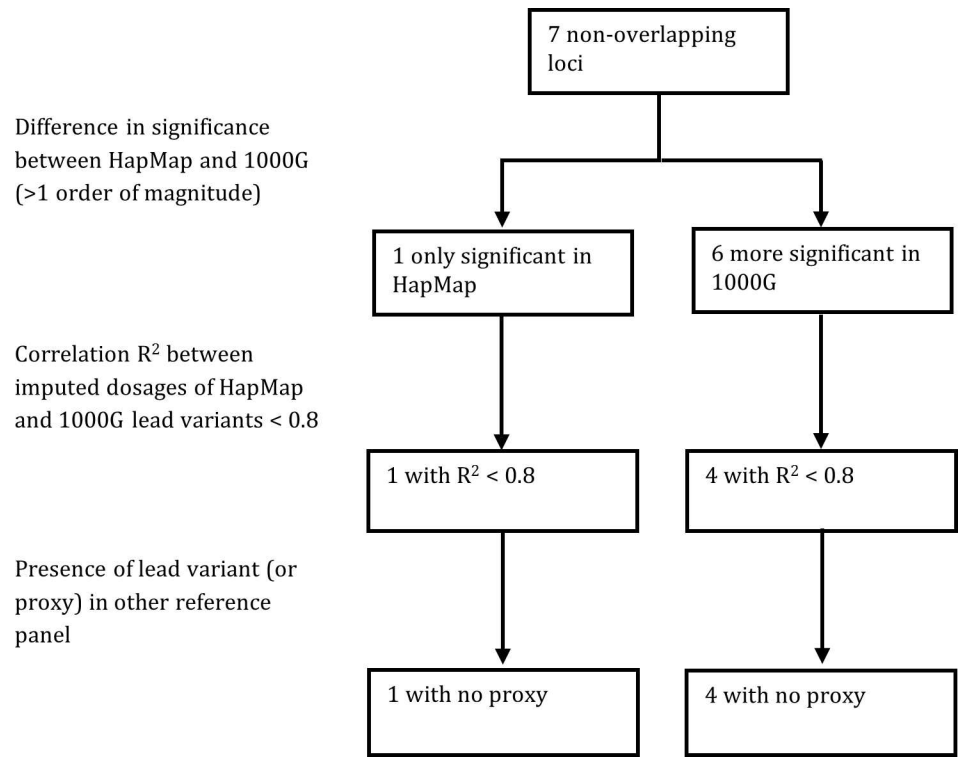 7 non-overlapping
loci
Difference in significance
between HapMap and 1000G
(>1 order of magnitude)
1 only significant in
HapMap
6 more significant in
1000G
Correlation R² between
imputed dosages of HapMap
and 1000G lead variants < 0.8
1 with R² < 0.8
4 with R² < 0.8
Presence of lead variant (or
proxy) in other reference
panel
1 with no proxy
4 with no proxy